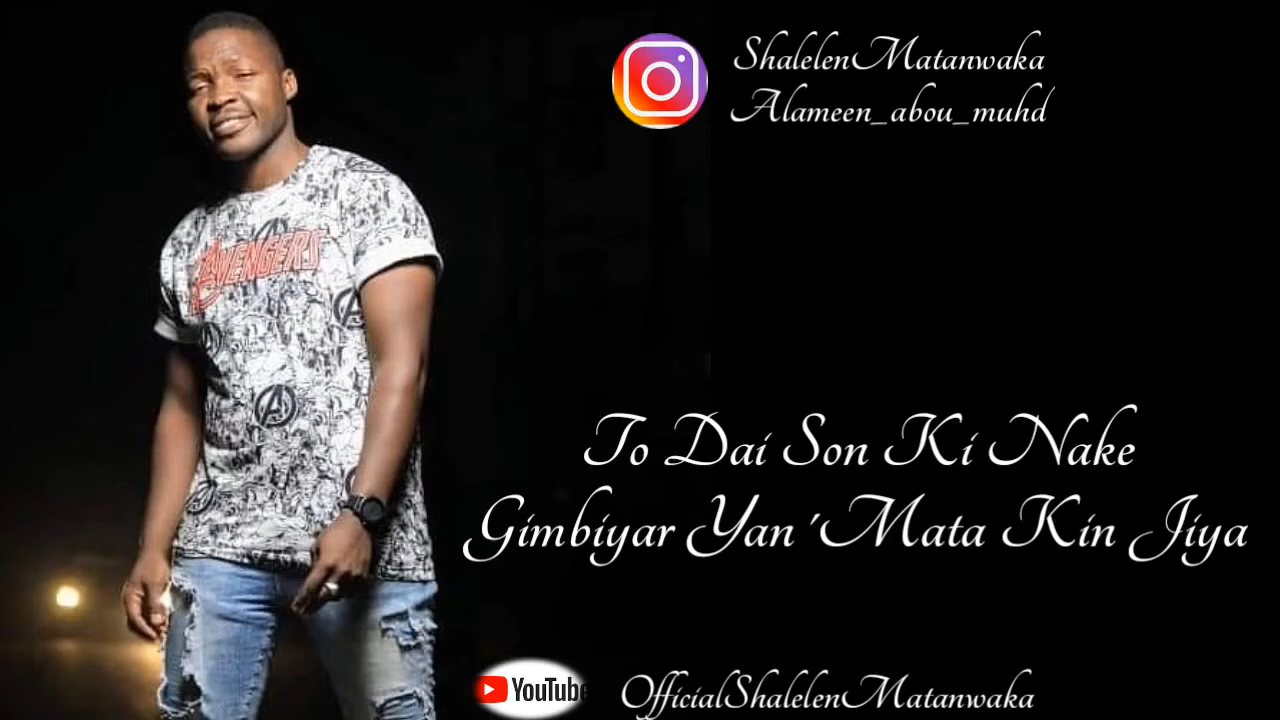 ShalelenMatanwaka
Alameen_abou_muhd
AVENGERS
To Dai Son Ki Nake
Gimbiyar Yan 'Mata Kin Jiya
YouTube
OfficialShalelenMatanwaka